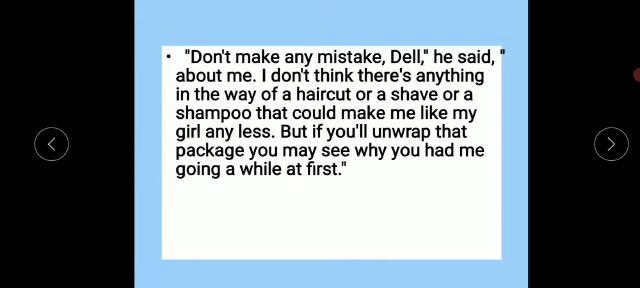 • "Don't make any mistake, Dell," he said, "
about me. I don't think there's anything
in the way of a haircut or a shave or a
shampoo that could make me like my
girl any less. But if you'll unwrap that
package you may see why you had me
going a while at first."